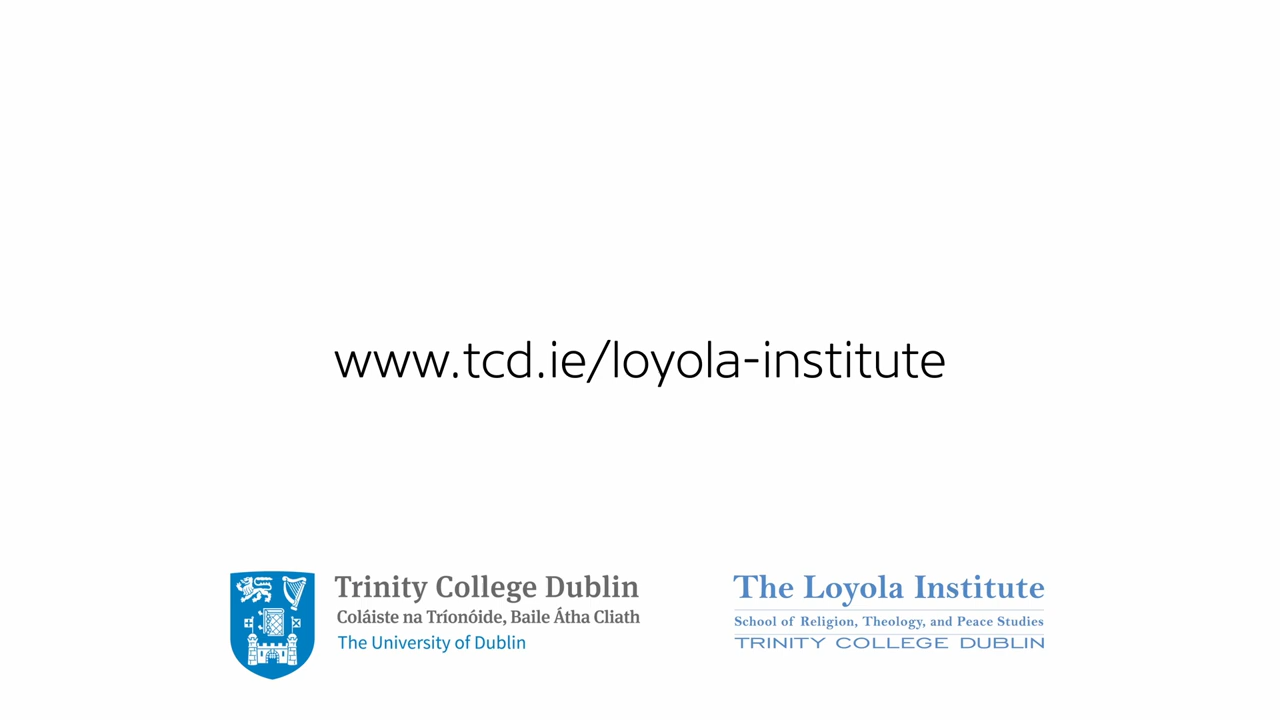 www.tcd.ie/loyola-institute
Trinity College Dublin
Coláiste na Tríonóide, Baile Átha Cliath
The University of Dublin
The Loyola Institute
School of Religion, Theology, and Peace Studies
TRINITY COLLEGE DUBLIN